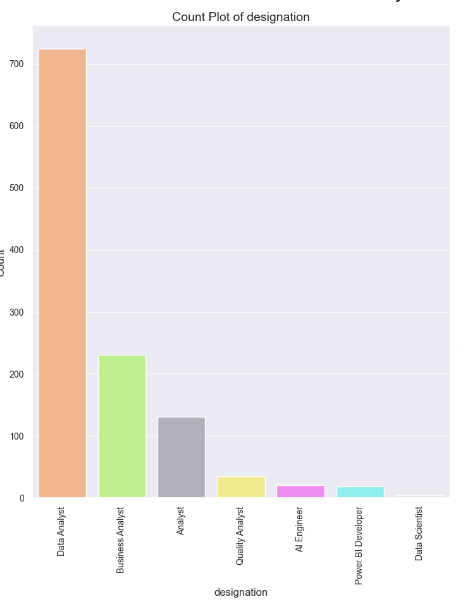 Count Plot of designation
700
600
500
400
300
200
100
0
Count
Data Analyst
Business Analyst
Analyst
Quality Analyst
AI Engineer
Power BI Developer
Data Scientist
designation